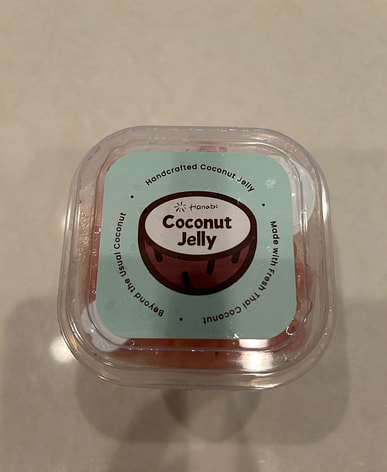 Handcrafted Coconut Jelly
Hanabi
Coconut
Jelly
Made with Fresh Thai Coconut
Beyond the Usual Coconut